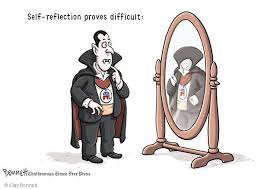 Self-reflection proves difficult:
BENNETT Chattanooga Times Free Press
© Clay Bennett